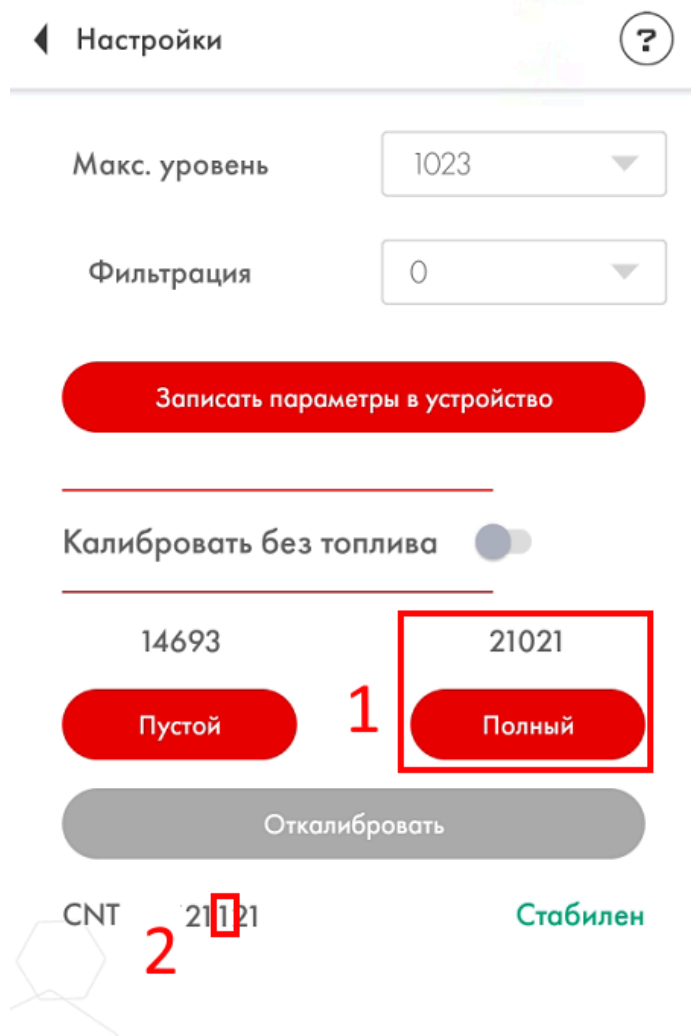 Настройки ?
Макс. уровень 1023
Фильтрация 0
Записать параметры в устройство
Калибровать без топлива
14693 21021
Пустой 1 Полный
Откалибровать
CNT 21121 Стабилен
2